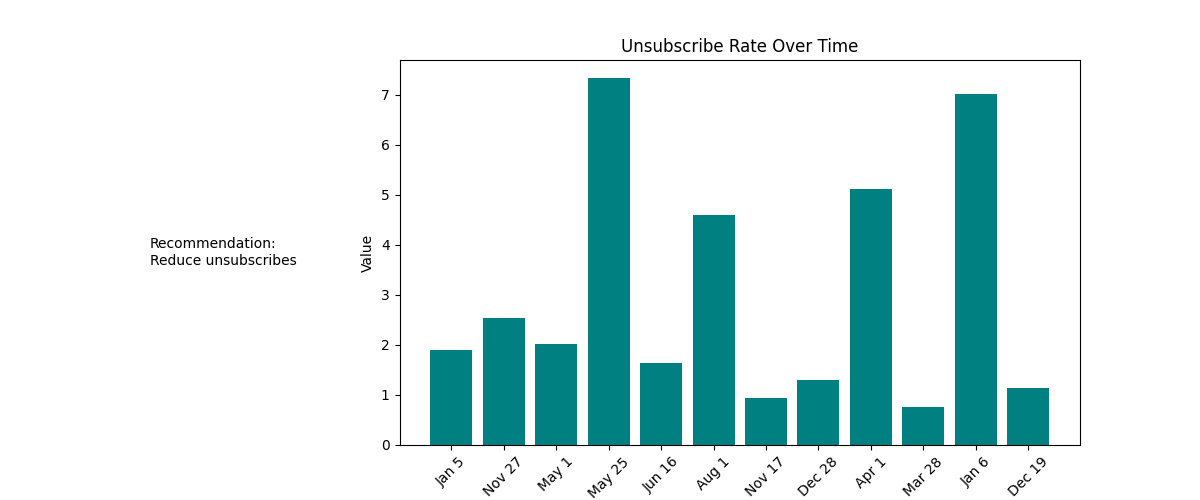 Unsubscribe Rate Over Time
Recommendation:
Reduce unsubscribes
Value
7
6
5
4
3
2
1
0
Jan 5
Nov 27
May 1
May 25
Jun 16
Aug 1
Nov 17
Dec 28
Apr 1
Mar 28
Jan 6
Dec 19